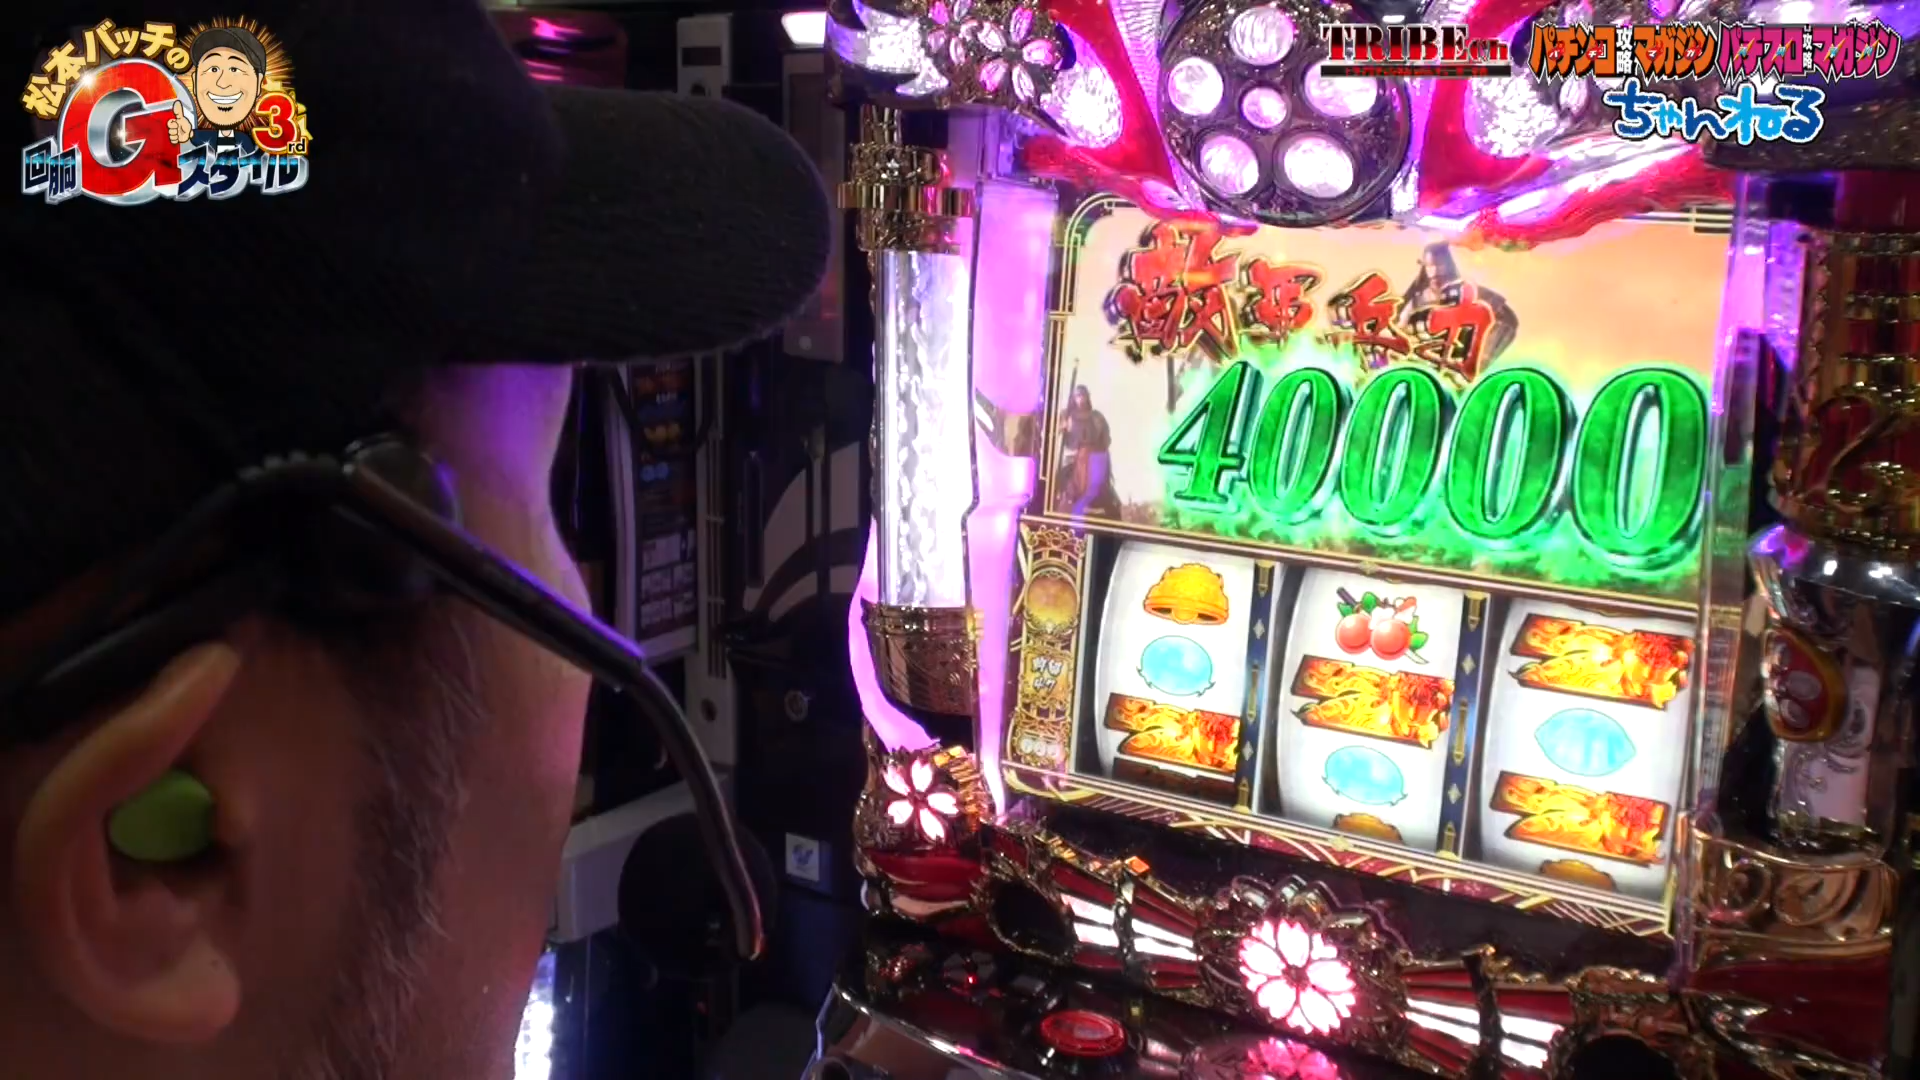 松本バッチの
回胴Gスタイル
3rd
TRIBEch
パチンコ攻略マガジン パチスロ攻略マガジン
ちゃんねる
敵軍兵力
40000